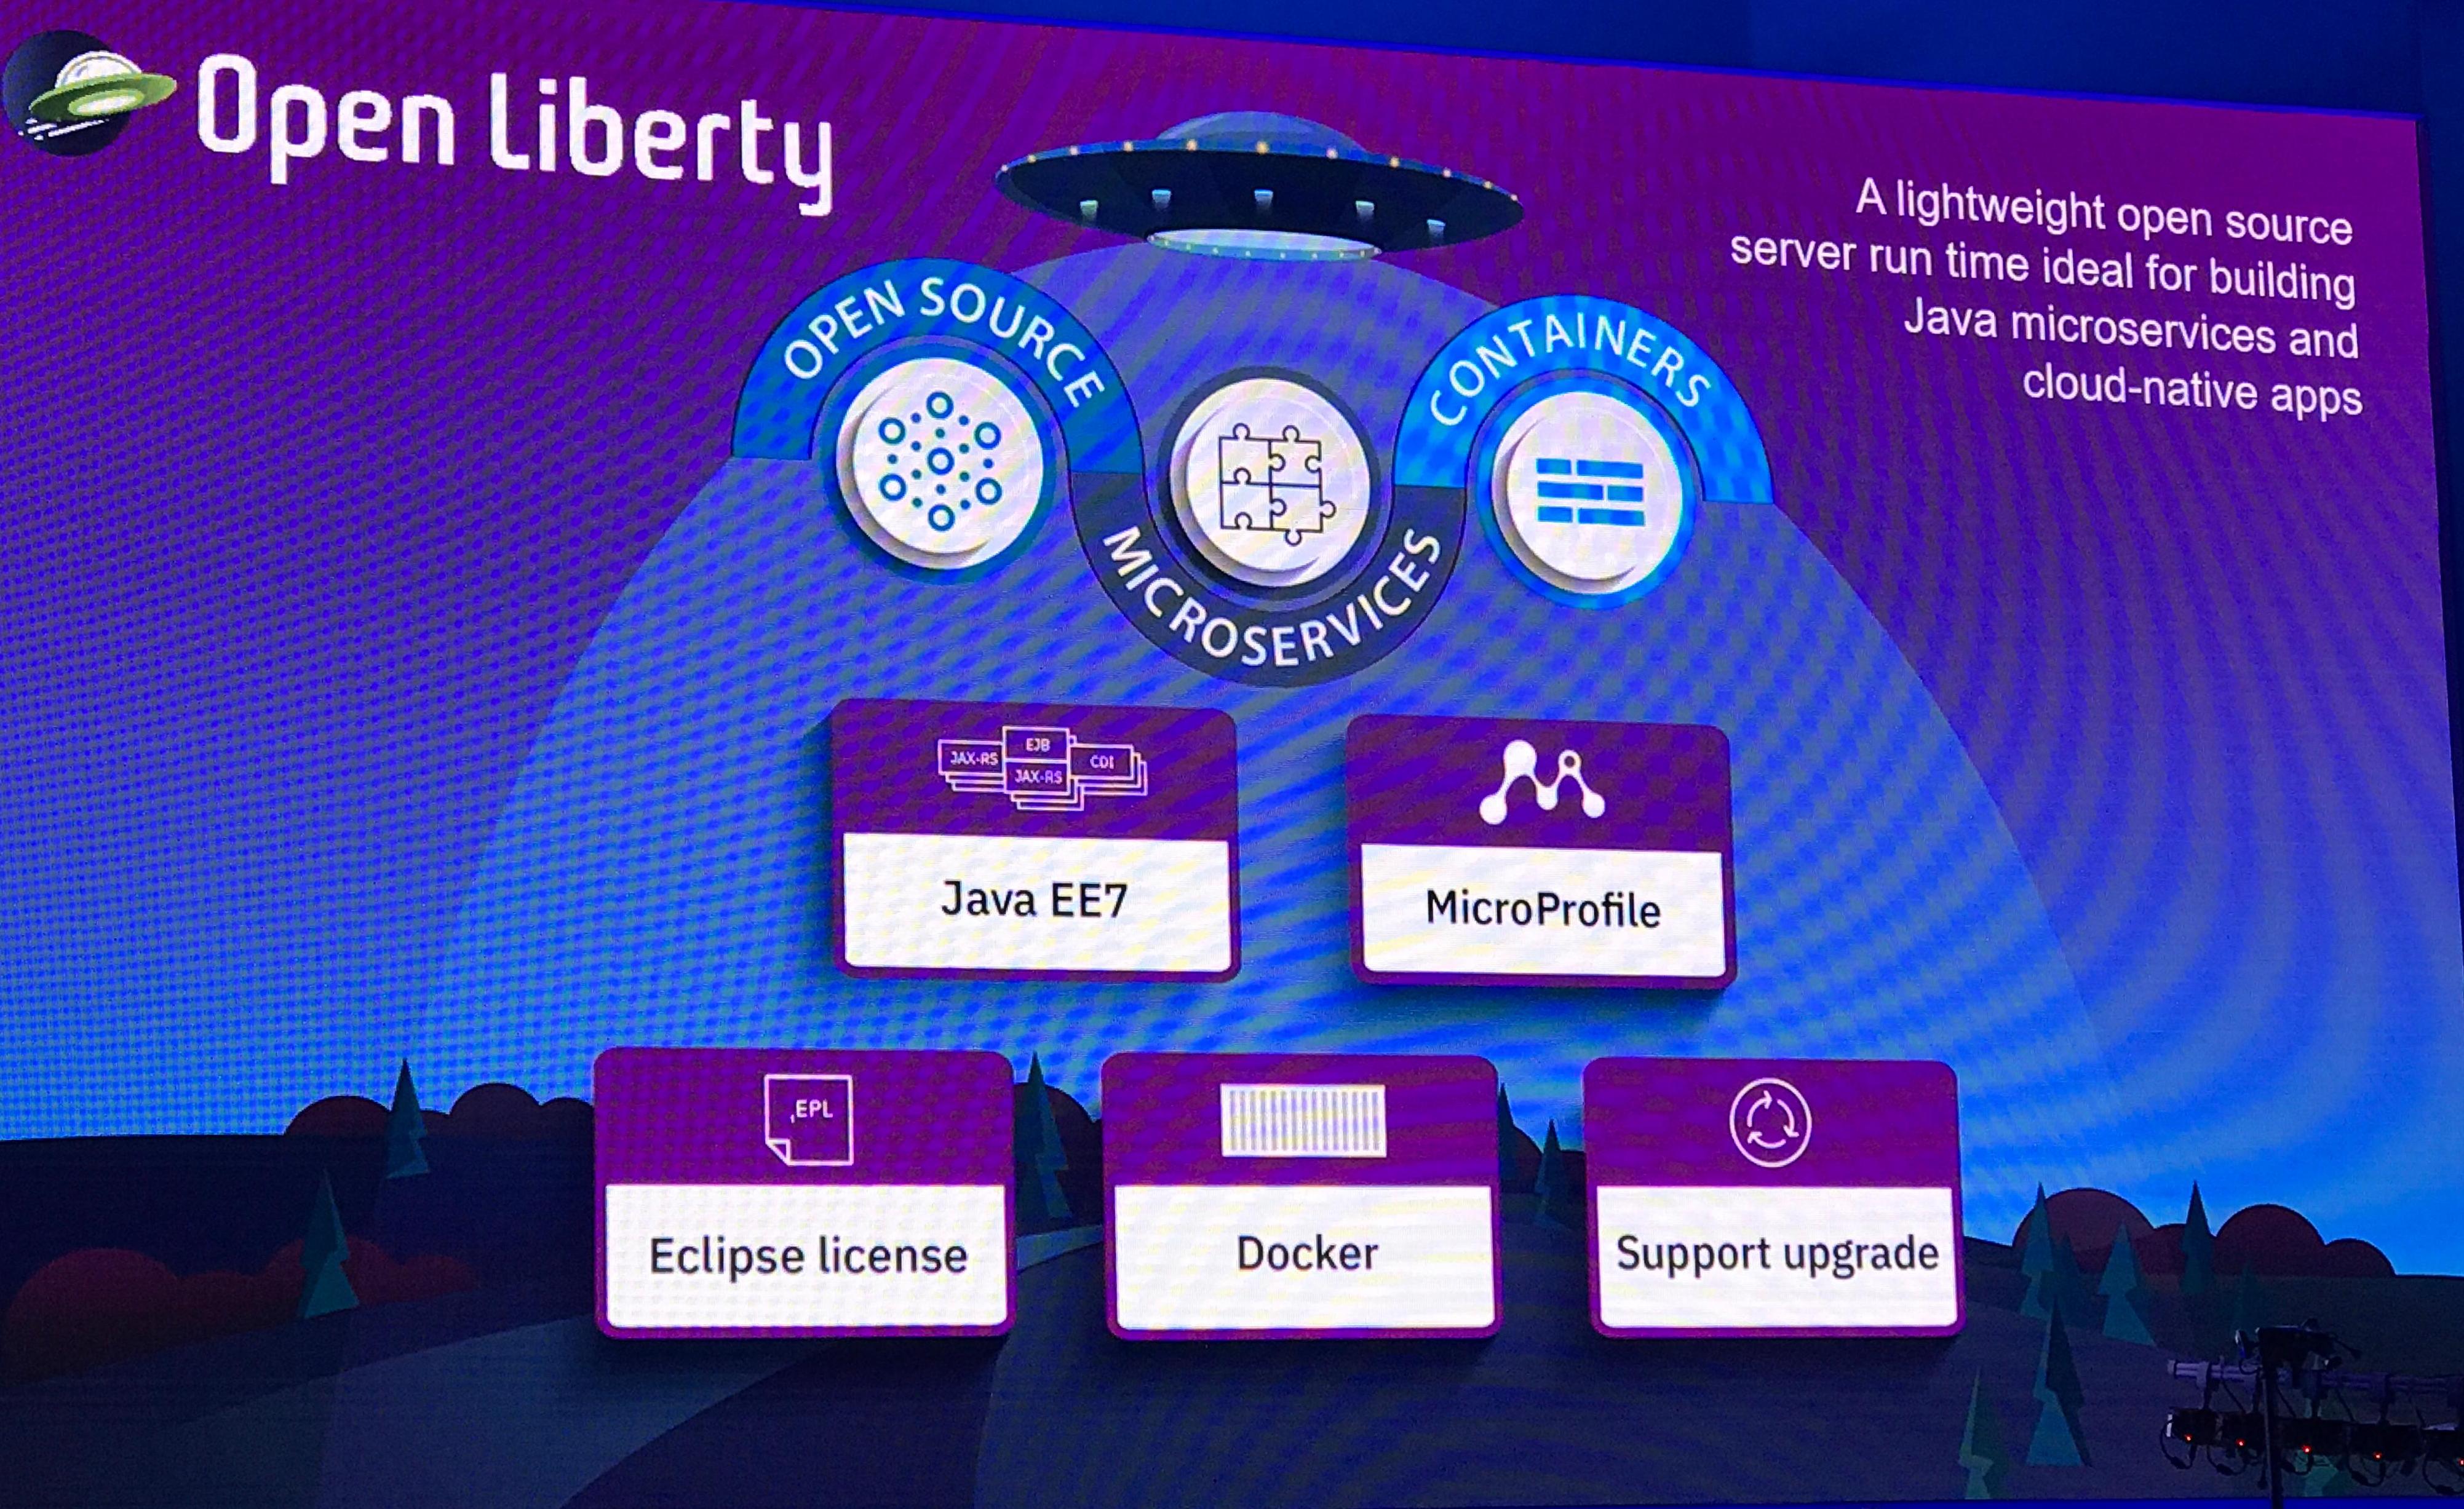 Open Liberty
A lightweight open source
server run time ideal for building
Java microservices and
cloud-native apps
OPEN SOURCE
MICROSERVICES
CONTAINERS
JAX-RS
EJB
JAX-RS
CDI
Java EE7
MicroProfile
,EPL
Eclipse license
Docker
Support upgrade